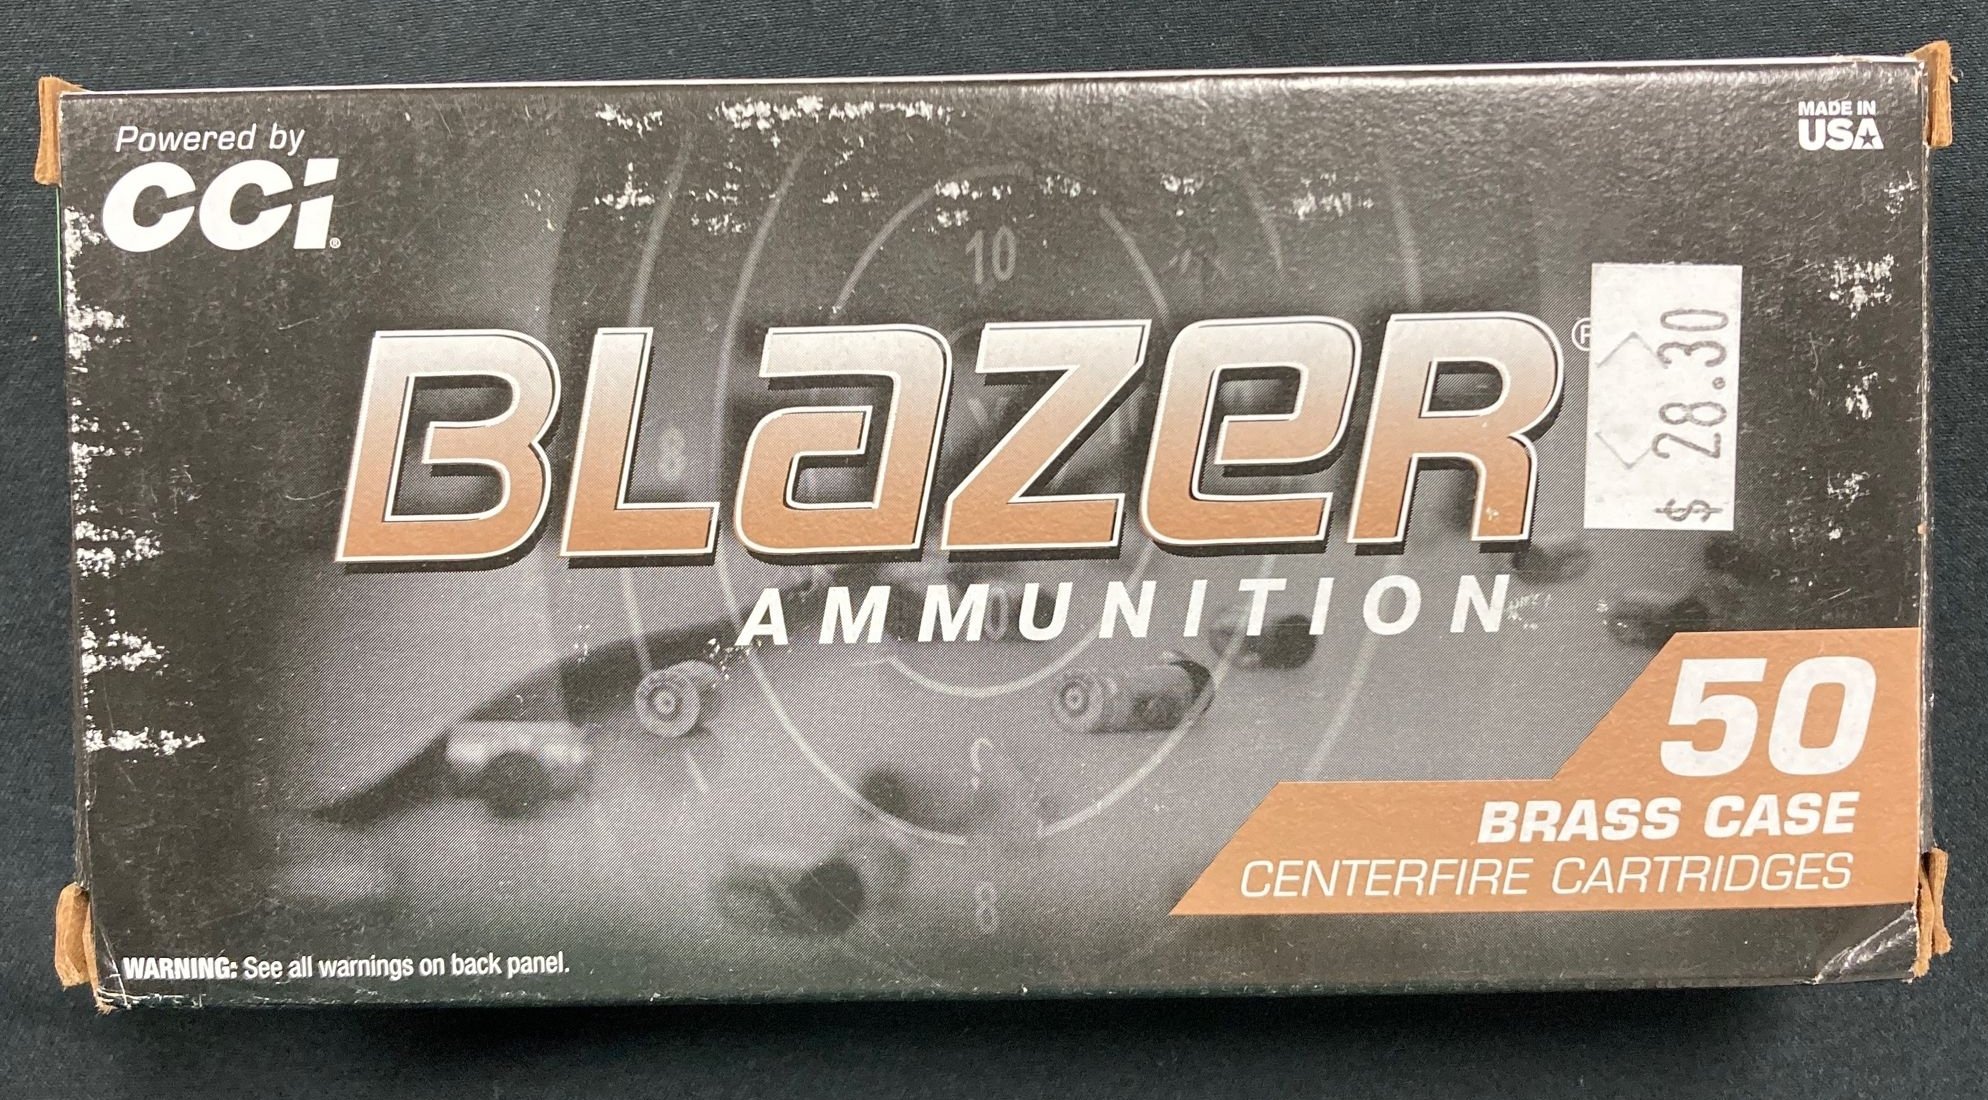 Powered by
CCI®
MADE IN
USA
10
BLaZeR
$ 28.30
8
AMMUNITION
50
BRASS CASE
CENTERFIRE CARTRIDGES
8
WARNING: See all warnings on back panel.